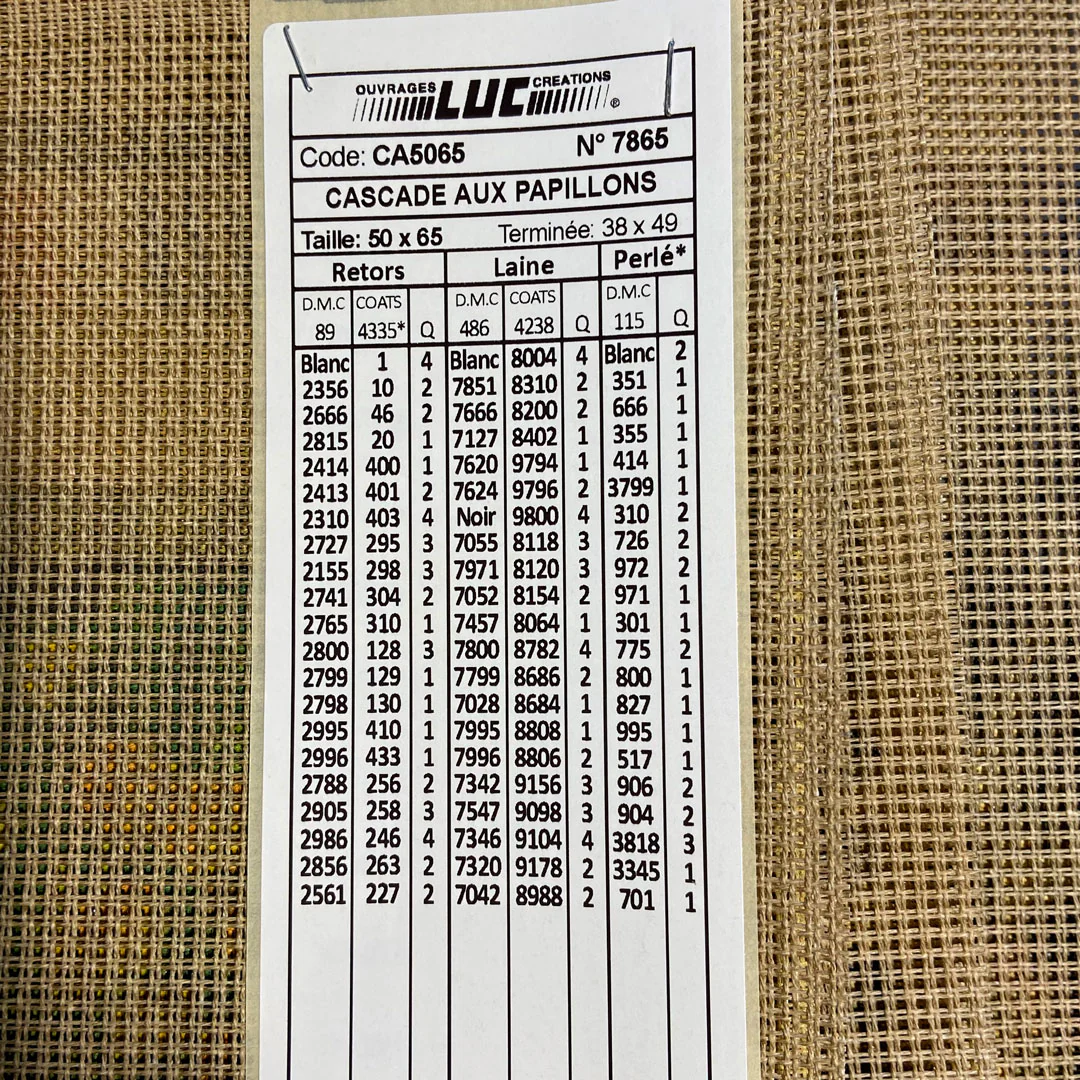 OUVRAGES LUC CREATIONS ®
Code: CA5065 N° 7865
CASCADE AUX PAPILLONS
Taille: 50 x 65 Terminée: 38 x 49
Retors Laine Perlé*
D.M.C COATS D.M.C COATS D.M.C
89 4335* Q 486 4238 Q 115 Q
Blanc 1 4 Blanc 8004 4 Blanc 2
2356 10 2 7851 8310 2 351 1
2666 46 2 7666 8200 2 666 1
2815 20 1 7127 8402 1 355 1
2414 400 1 7620 9794 1 414 1
2413 401 2 7624 9796 2 3799 1
2310 403 4 Noir 9800 4 310 2
2727 295 3 7055 8118 3 726 2
2155 298 3 7971 8120 3 972 2
2741 304 2 7052 8154 2 971 1
2765 310 1 7457 8064 1 301 1
2800 128 3 7800 8782 4 775 2
2799 129 1 7799 8686 2 800 1
2798 130 1 7028 8684 1 827 1
2995 410 1 7995 8808 1 995 1
2996 433 1 7996 8806 2 517 1
2788 256 2 7342 9156 3 906 2
2905 258 3 7547 9098 3 904 2
2986 246 4 7346 9104 4 3818 3
2856 263 2 7320 9178 2 3345 1
2561 227 2 7042 8988 2 701 1